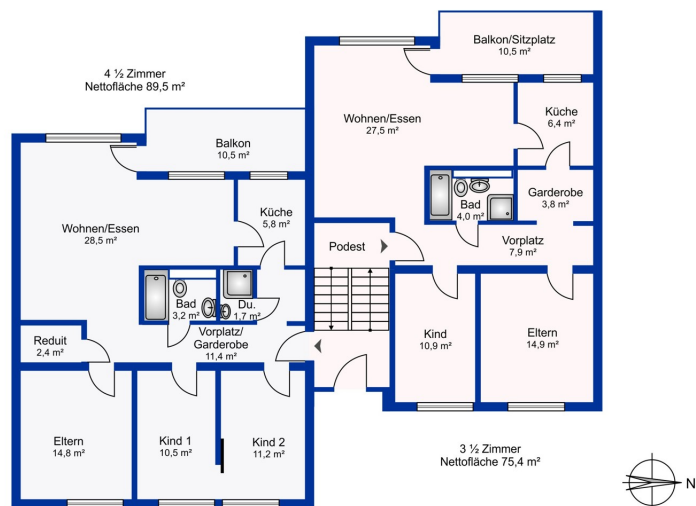 4 ½ Zimmer
Nettofläche 89,5 m²
Balkon
10,5 m²
Wohnen/Essen
28,5 m²
Küche
5,8 m²
Bad
3,2 m²
Du.
1,7 m²
Vorplatz/
Garderobe
11,4 m²
Reduit
2,4 m²
Eltern
14,8 m²
Kind 1
10,5 m²
Kind 2
11,2 m²
Balkon/Sitzplatz
10,5 m²
Wohnen/Essen
27,5 m²
Küche
6,4 m²
Bad
4,0 m²
Garderobe
3,8 m²
Podest
Vorplatz
7,9 m²
Kind
10,9 m²
Eltern
14,9 m²
3 ½ Zimmer
Nettofläche 75,4 m²
N